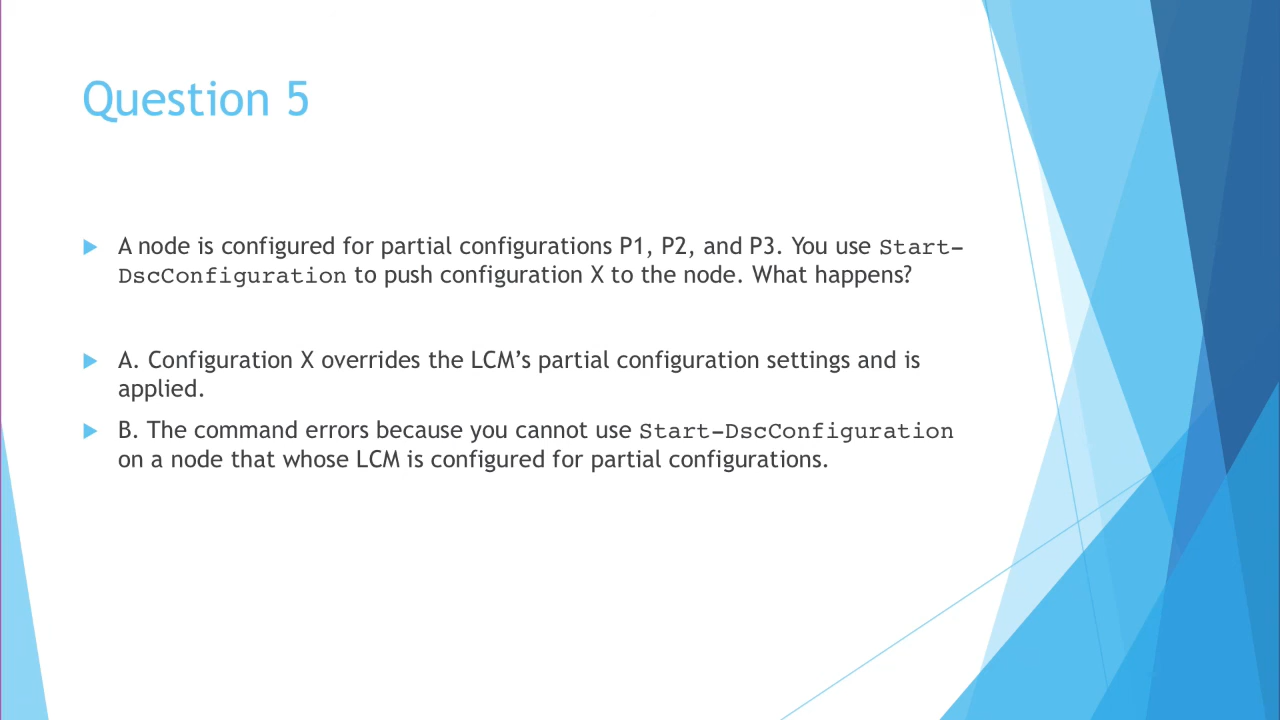 Question 5
A node is configured for partial configurations P1, P2, and P3. You use Start-
DscConfiguration to push configuration X to the node. What happens?
A. Configuration X overrides the LCM’s partial configuration settings and is
applied.
B. The command errors because you cannot use Start-DscConfiguration
on a node that whose LCM is configured for partial configurations.